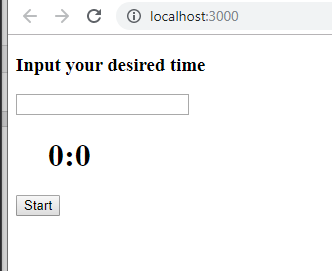 localhost:3000
Input your desired time
0:0
Start